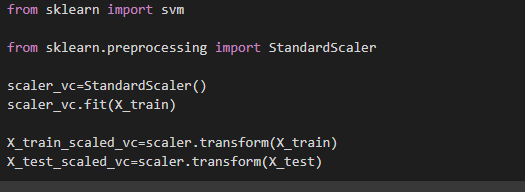 from sklearn import svm
from sklearn.preprocessing import StandardScaler
scaler_vc=StandardScaler()
scaler_vc.fit(X_train)
X_train_scaled_vc=scaler.transform(X_train)
X_test_scaled_vc=scaler.transform(X_test)